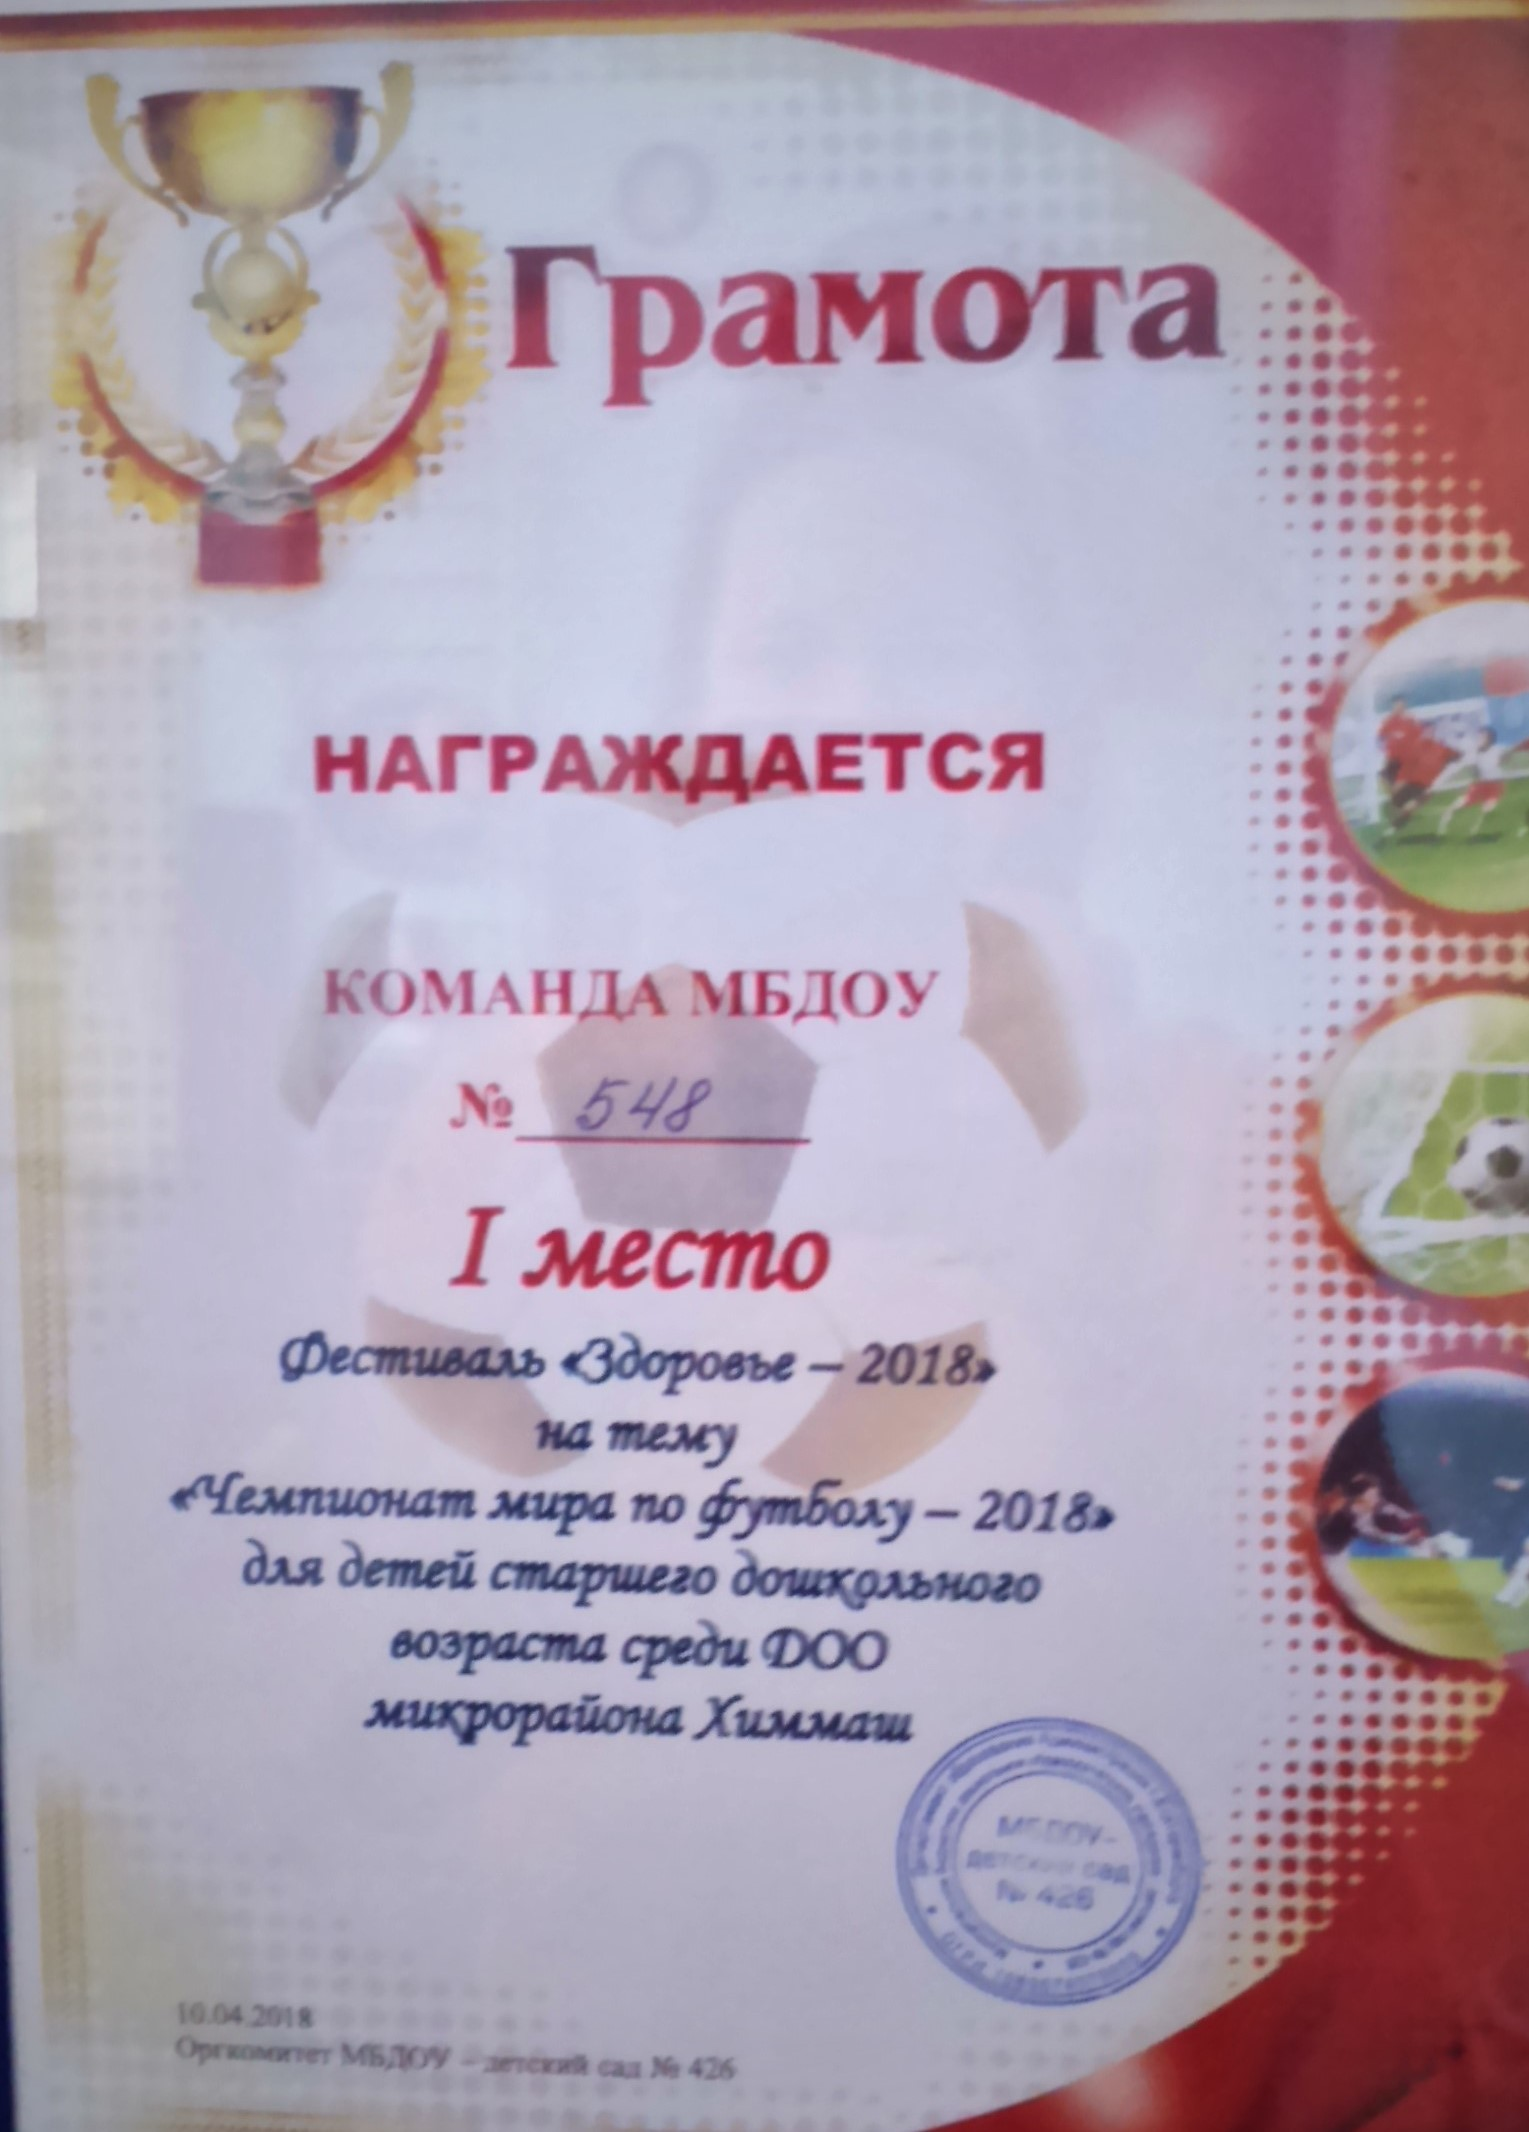 Грамота
НАГРАЖДАЕТСЯ
КОМАНДА МБДОУ
№ 548
I место
Фестиваль «Здоровье – 2018»
на тему
«Чемпионат мира по футболу – 2018»
для детей старшего дошкольного
возраста среди ДОО
микрорайона Химмаш
МБДОУ-
детский сад
№ 426
10.04.2018
Оргкомитет МБДОУ – детский сад № 426